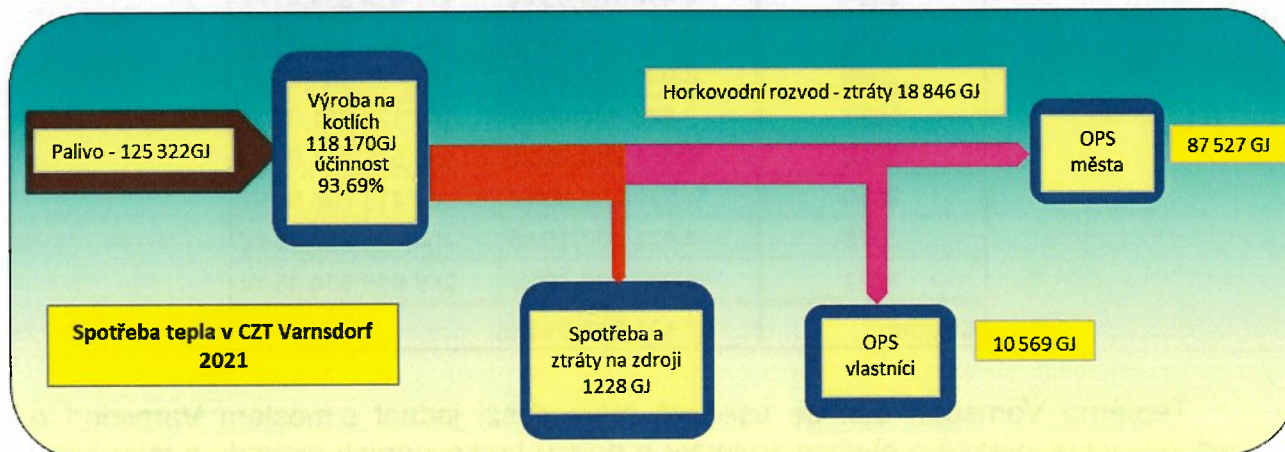 Palivo - 125 322GJ
Výroba na
kotlích
118 170GJ
účinnost
93,69%
Horkovodní rozvod - ztráty 18 846 GJ
OPS
města
87 527 GJ
Spotřeba tepla v CZT Varnsdorf
2021
Spotřeba a
ztráty na zdroji
1228 GJ
OPS
vlastníci
10 569 GJ